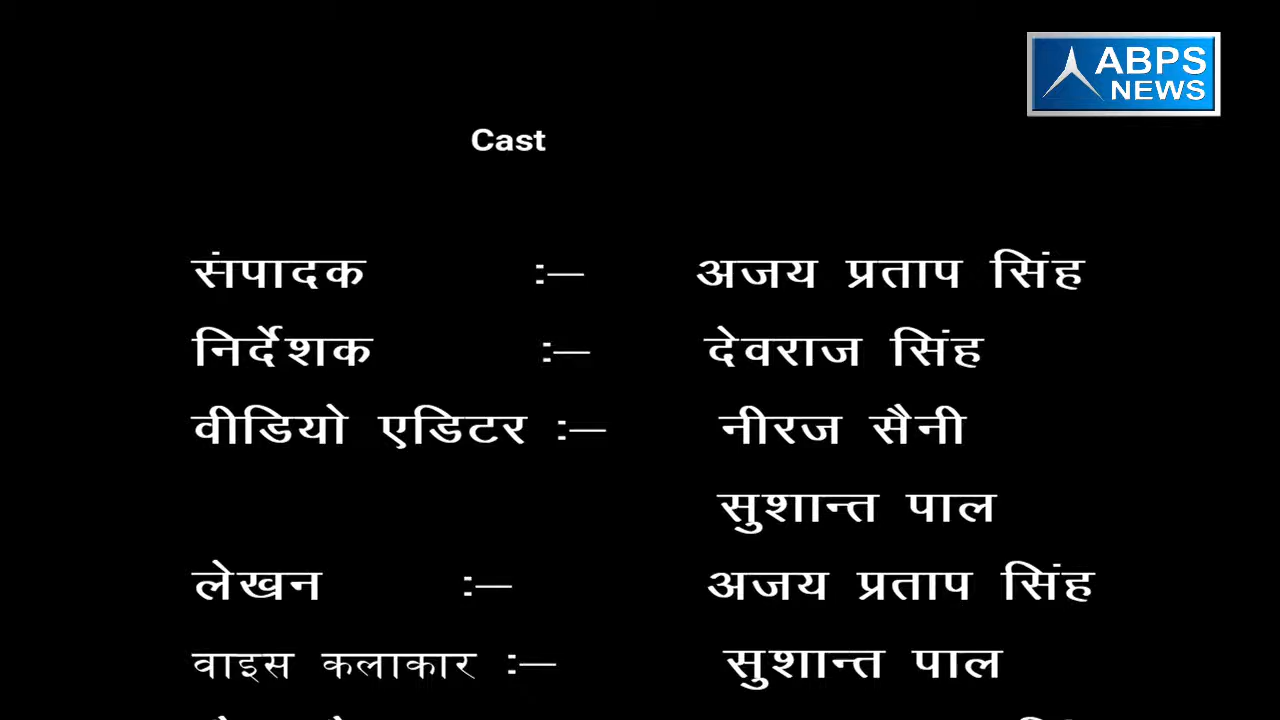 ABPS
NEWS
Cast
संपादक :— अजय प्रताप सिंह
निर्देशक :— देवराज सिंह
वीडियो एडिटर :— नीरज सैनी
सुशान्त पाल
लेखन :— अजय प्रताप सिंह
वाइस कलाकार :— सुशान्त पाल